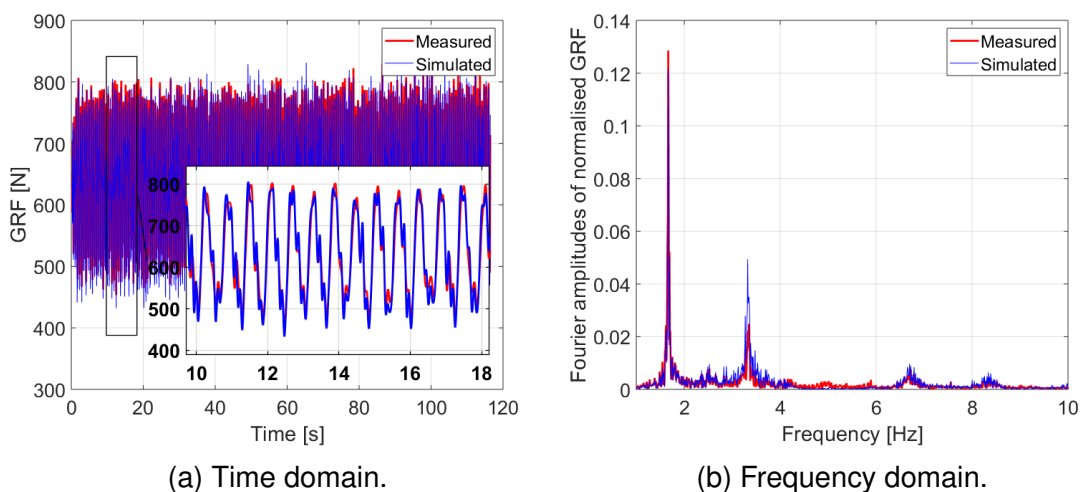 900
800
700
600
500
400
300
GRF [N]
Measured
Simulated
800
700
600
500
400
10 12 14 16 18
0 20 40 60 80 100 120
Time [s]
(a) Time domain.
0.14
0.12
0.1
0.08
0.06
0.04
0.02
0
Fourier amplitudes of normalised GRF
Measured
Simulated
2 4 6 8 10
Frequency [Hz]
(b) Frequency domain.